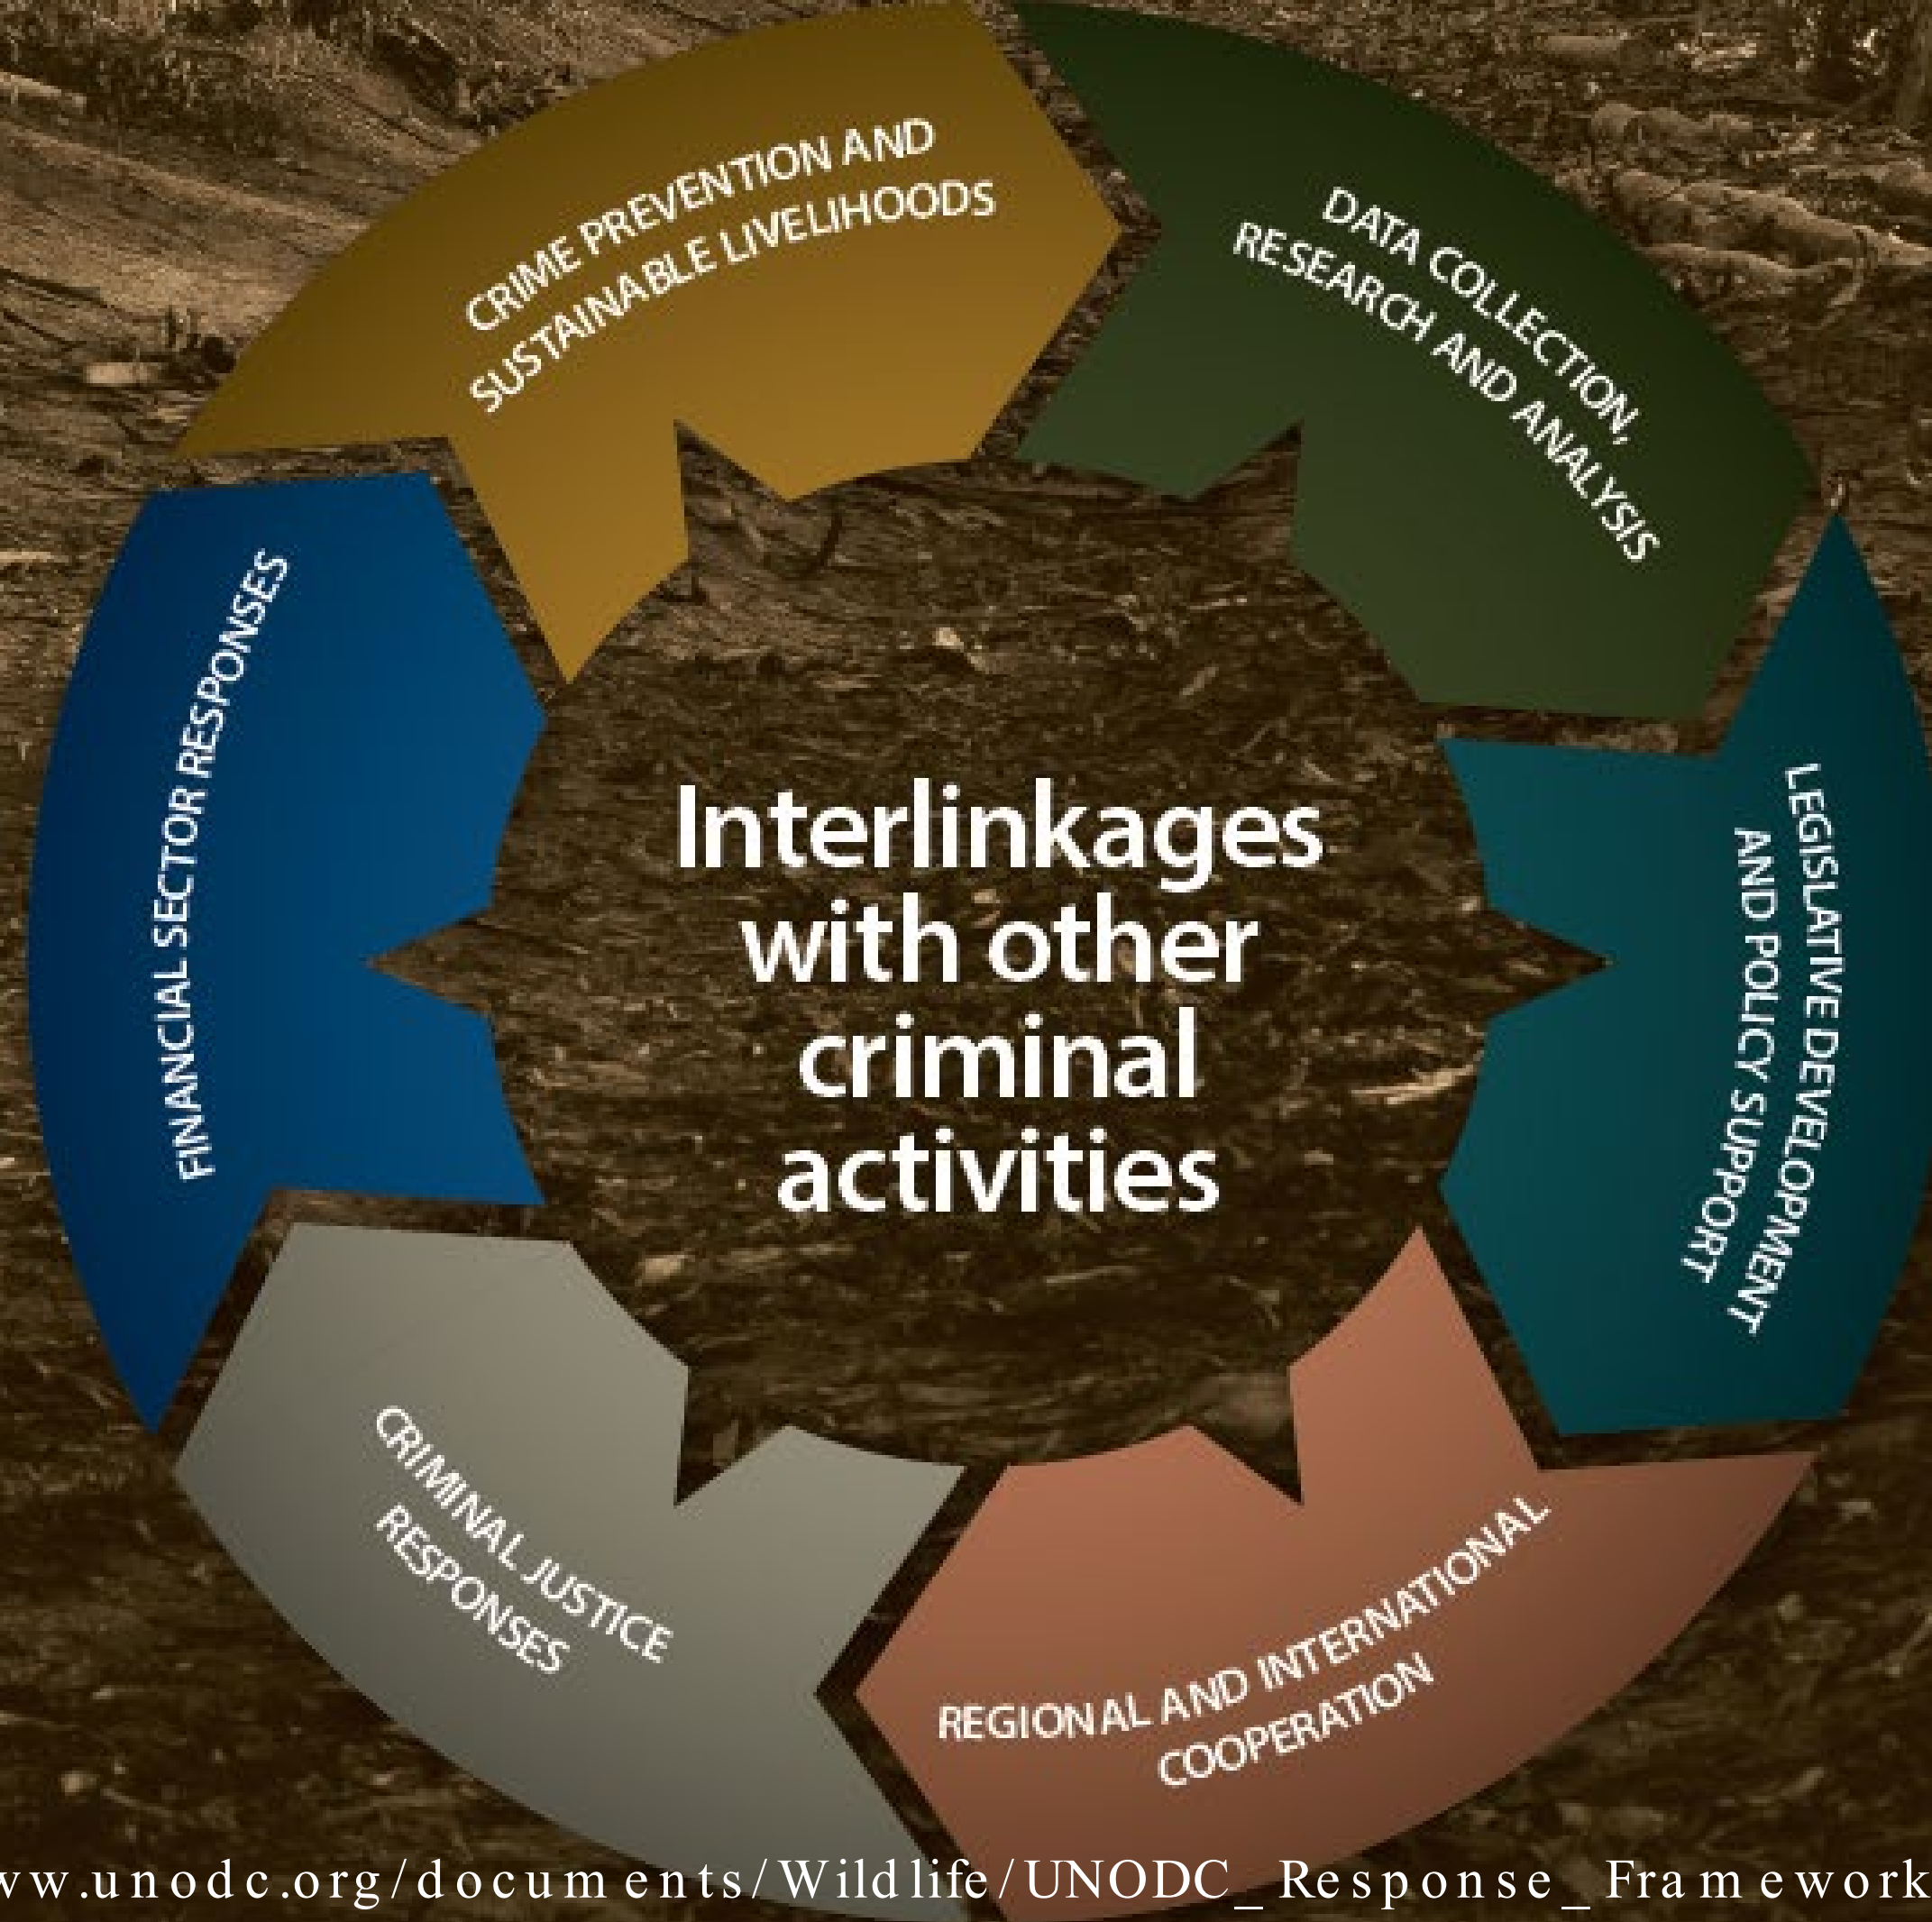 CRIME PREVENTION AND
SUSTAINABLE LIVELIHOODS
DATA COLLECTION,
RESEARCH AND ANALYSIS
LEGISLATIVE DEVELOPMENT
AND POLICY SUPPORT
REGIONAL AND INTERNATIONAL
COOPERATION
CRIMINAL JUSTICE
RESPONSES
FINANCIAL SECTOR RESPONSES
Interlinkages
with other
criminal
activities
ww.unodc.org/documents/Wildlife/UNODC_Response_Framework